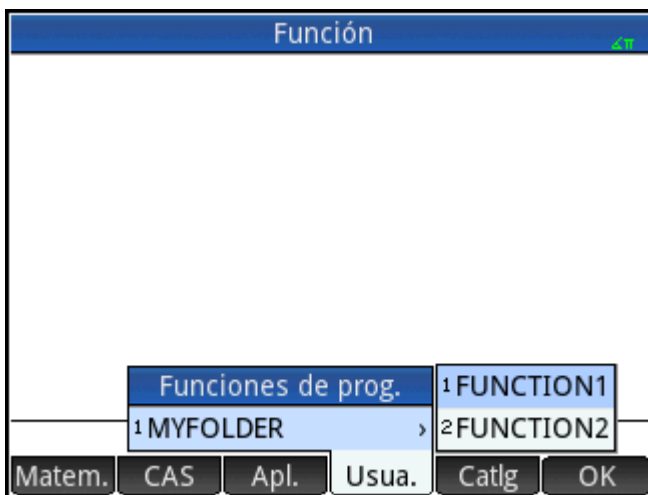 Función
∡π
Funciones de prog.
1 MYFOLDER ›
1 FUNCTION1
2 FUNCTION2
Matem. CAS Apl. Usua. Catlg OK